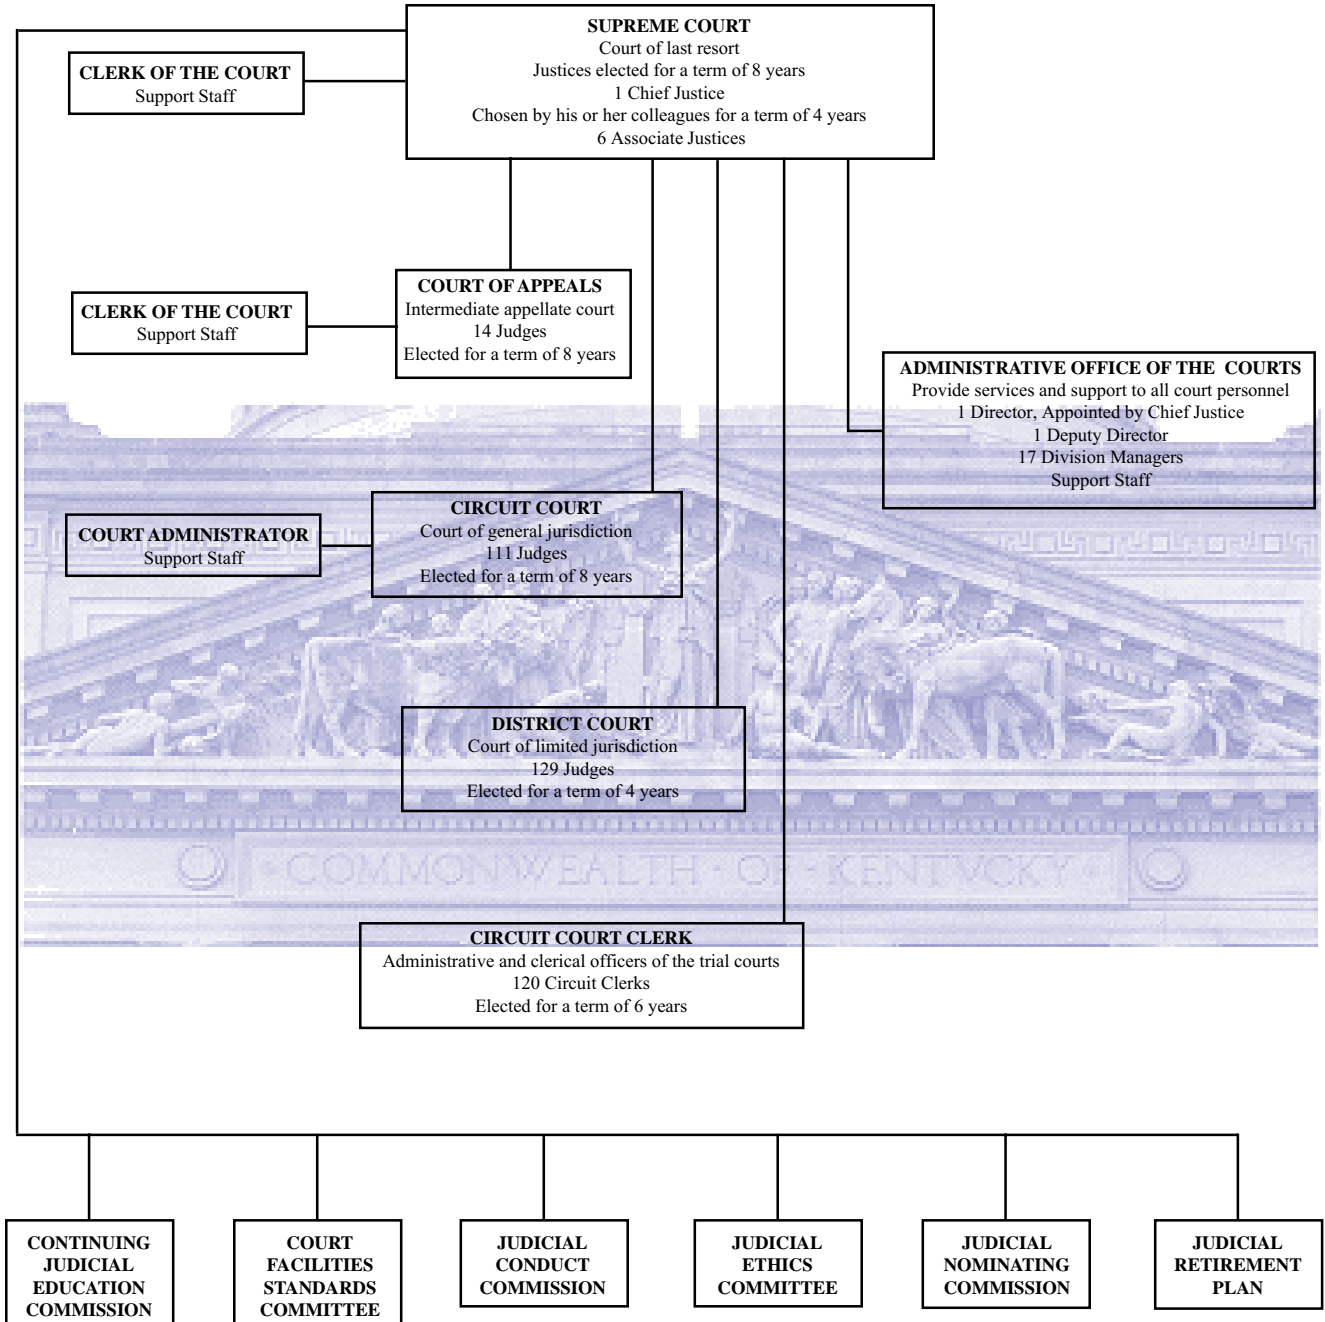 SUPREME COURT
Court of last resort
Justices elected for a term of 8 years
1 Chief Justice
Chosen by his or her colleagues for a term of 4 years
6 Associate Justices
CLERK OF THE COURT
Support Staff
COURT OF APPEALS
Intermediate appellate court
14 Judges
Elected for a term of 8 years
CLERK OF THE COURT
Support Staff
ADMINISTRATIVE OFFICE OF THE COURTS
Provide services and support to all court personnel
1 Director, Appointed by Chief Justice
1 Deputy Director
17 Division Managers
Support Staff
CIRCUIT COURT
Court of general jurisdiction
111 Judges
Elected for a term of 8 years
COURT ADMINISTRATOR
Support Staff
DISTRICT COURT
Court of limited jurisdiction
129 Judges
Elected for a term of 4 years
COMMONWEALTH · OF · KENTVCKY
CIRCUIT COURT CLERK
Administrative and clerical officers of the trial courts
120 Circuit Clerks
Elected for a term of 6 years
CONTINUING
JUDICIAL
EDUCATION
COMMISSION
COURT
FACILITIES
STANDARDS
COMMITTEE
JUDICIAL
CONDUCT
COMMISSION
JUDICIAL
ETHICS
COMMITTEE
JUDICIAL
NOMINATING
COMMISSION
JUDICIAL
RETIREMENT
PLAN